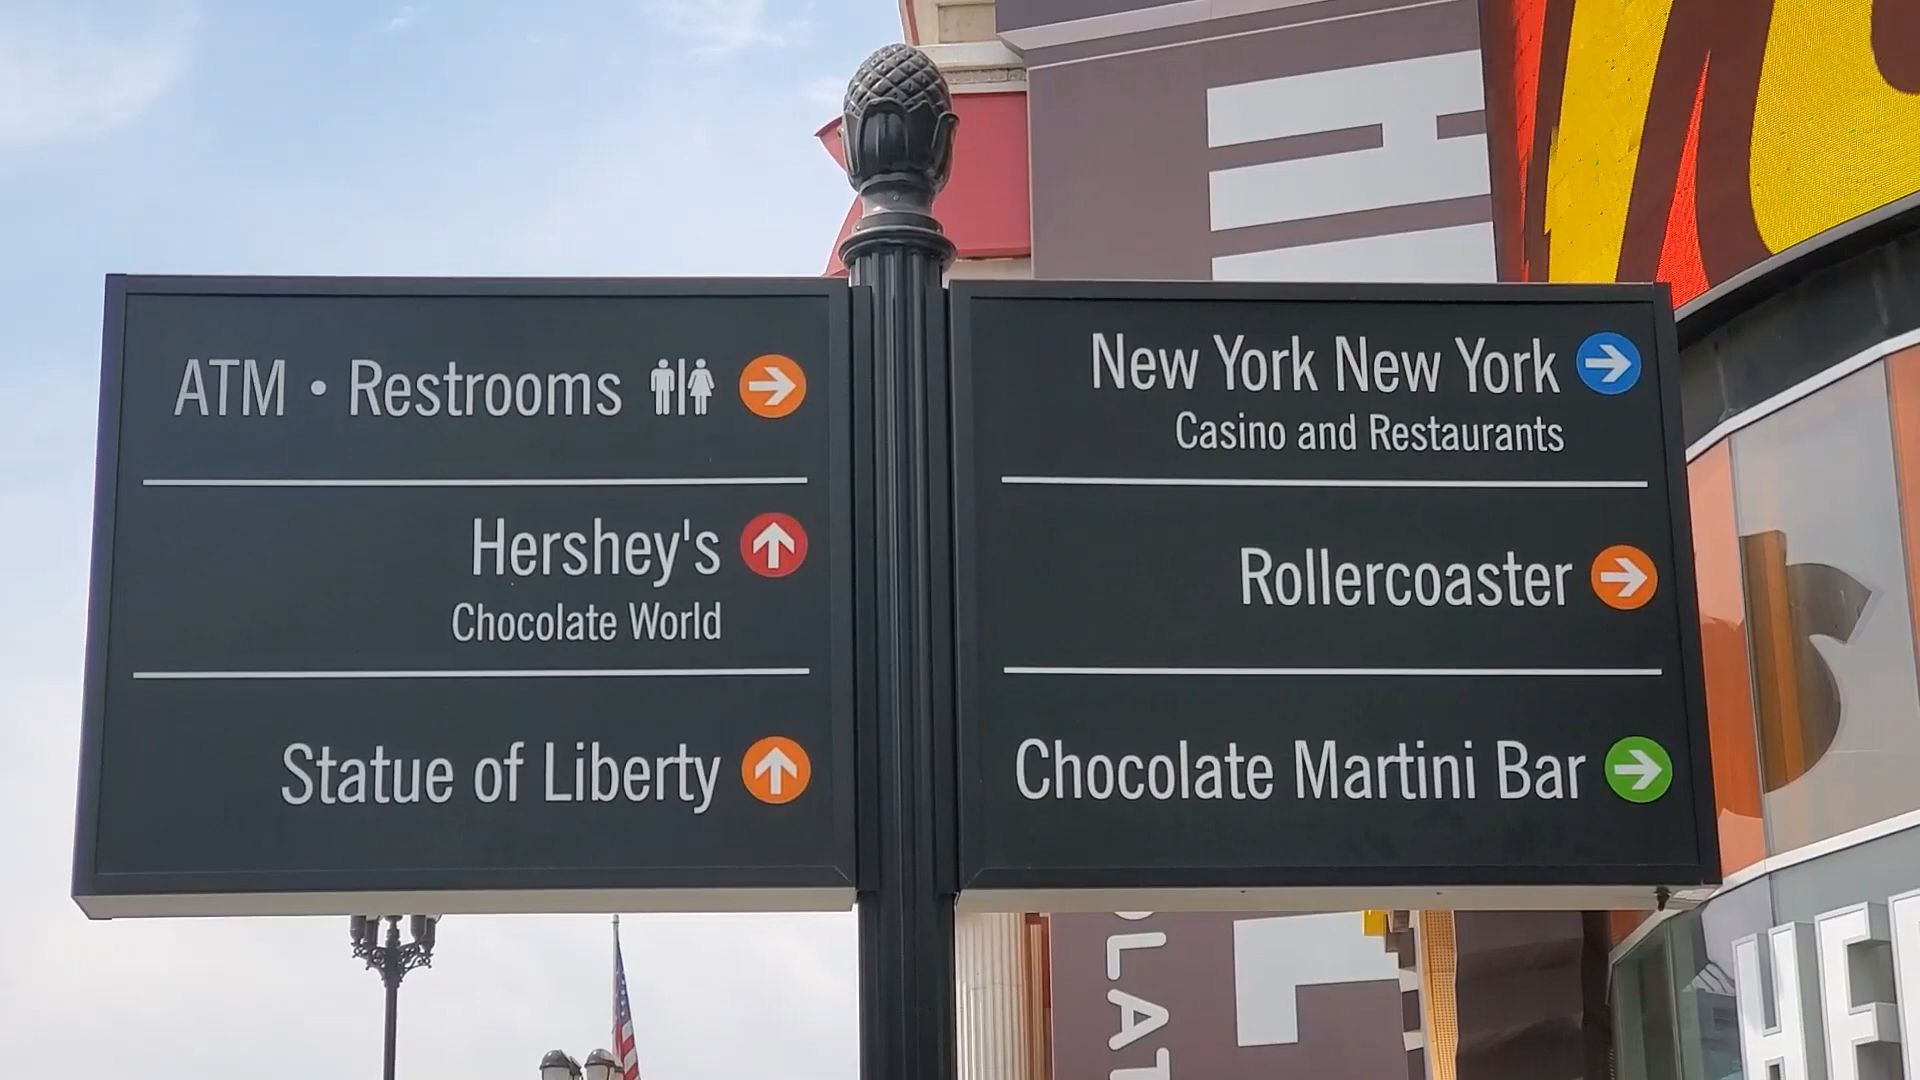 ATM • Restrooms
Hershey's
Chocolate World
Statue of Liberty
New York New York
Casino and Restaurants
Rollercoaster
Chocolate Martini Bar